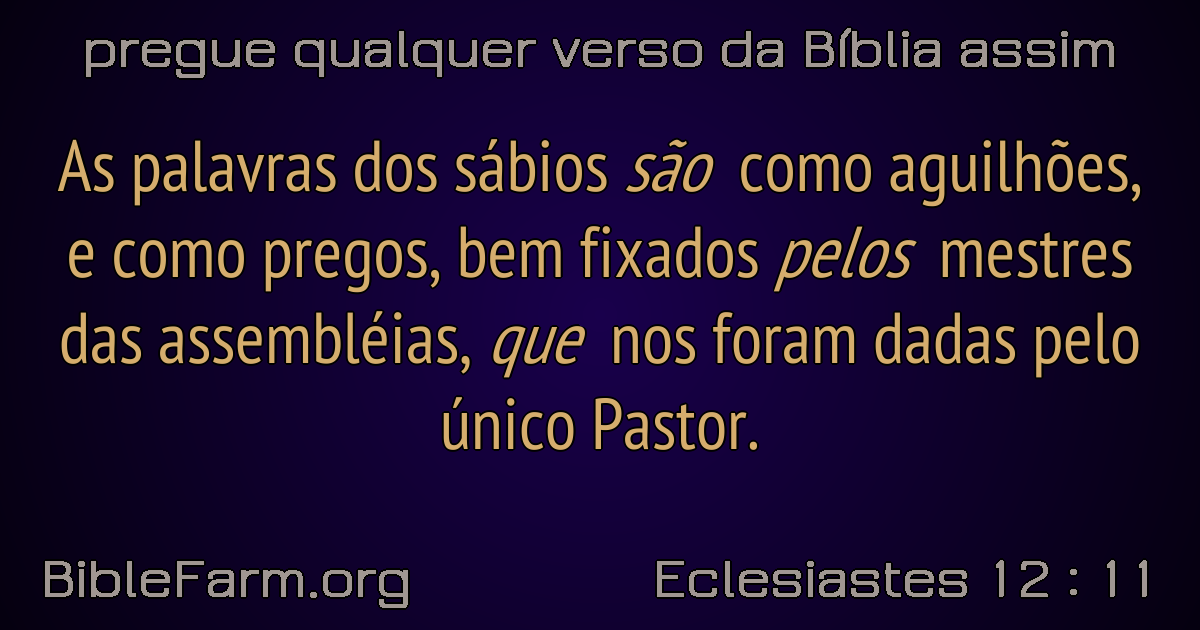 pregue qualquer verso da Bíblia assim
As palavras dos sábios são como aguilhões,
e como pregos, bem fixados pelos mestres
das assembléias, que nos foram dadas pelo
único Pastor.
BibleFarm.org
Eclesiastes 12 : 11